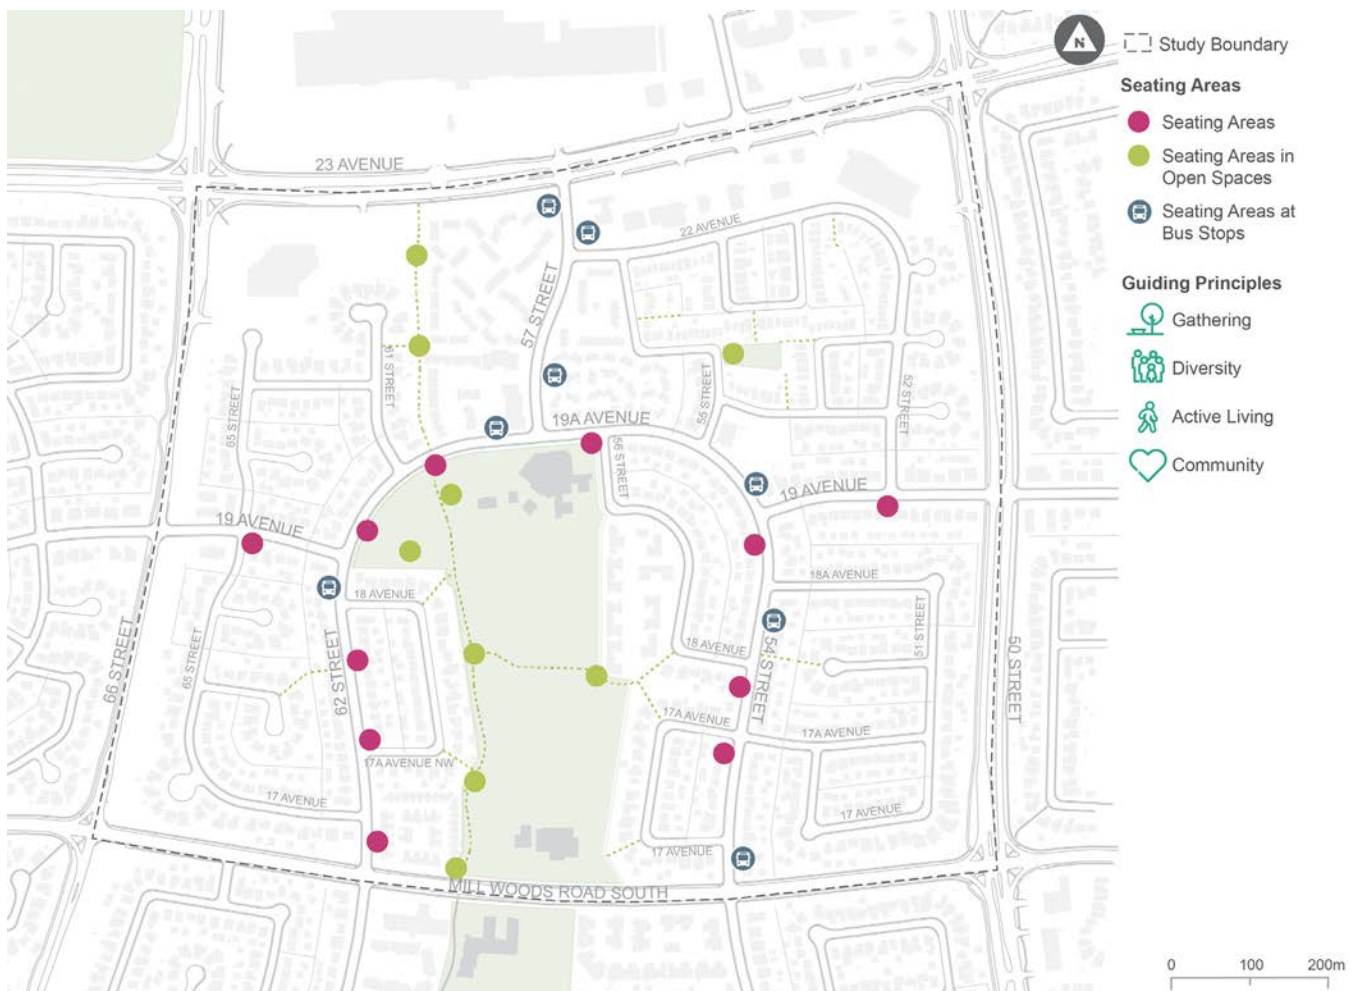 N
Study Boundary
Seating Areas
Seating Areas
Seating Areas in
Open Spaces
Seating Areas at
Bus Stops
Guiding Principles
Gathering
Diversity
Active Living
Community
23 AVENUE
22 AVENUE
57 STREET
61 STREET
65 STREET
52 STREET
55 STREET
19A AVENUE
56 STREET
19 AVENUE
19 AVENUE
18A AVENUE
18 AVENUE
51 STREET
66 STREET
65 STREET
62 STREET
18 AVENUE
54 STREET
50 STREET
17A AVENUE
17A AVENUE
17A AVENUE NW
17 AVENUE
17 AVENUE
17 AVENUE
MILL WOODS ROAD SOUTH
0 100 200m